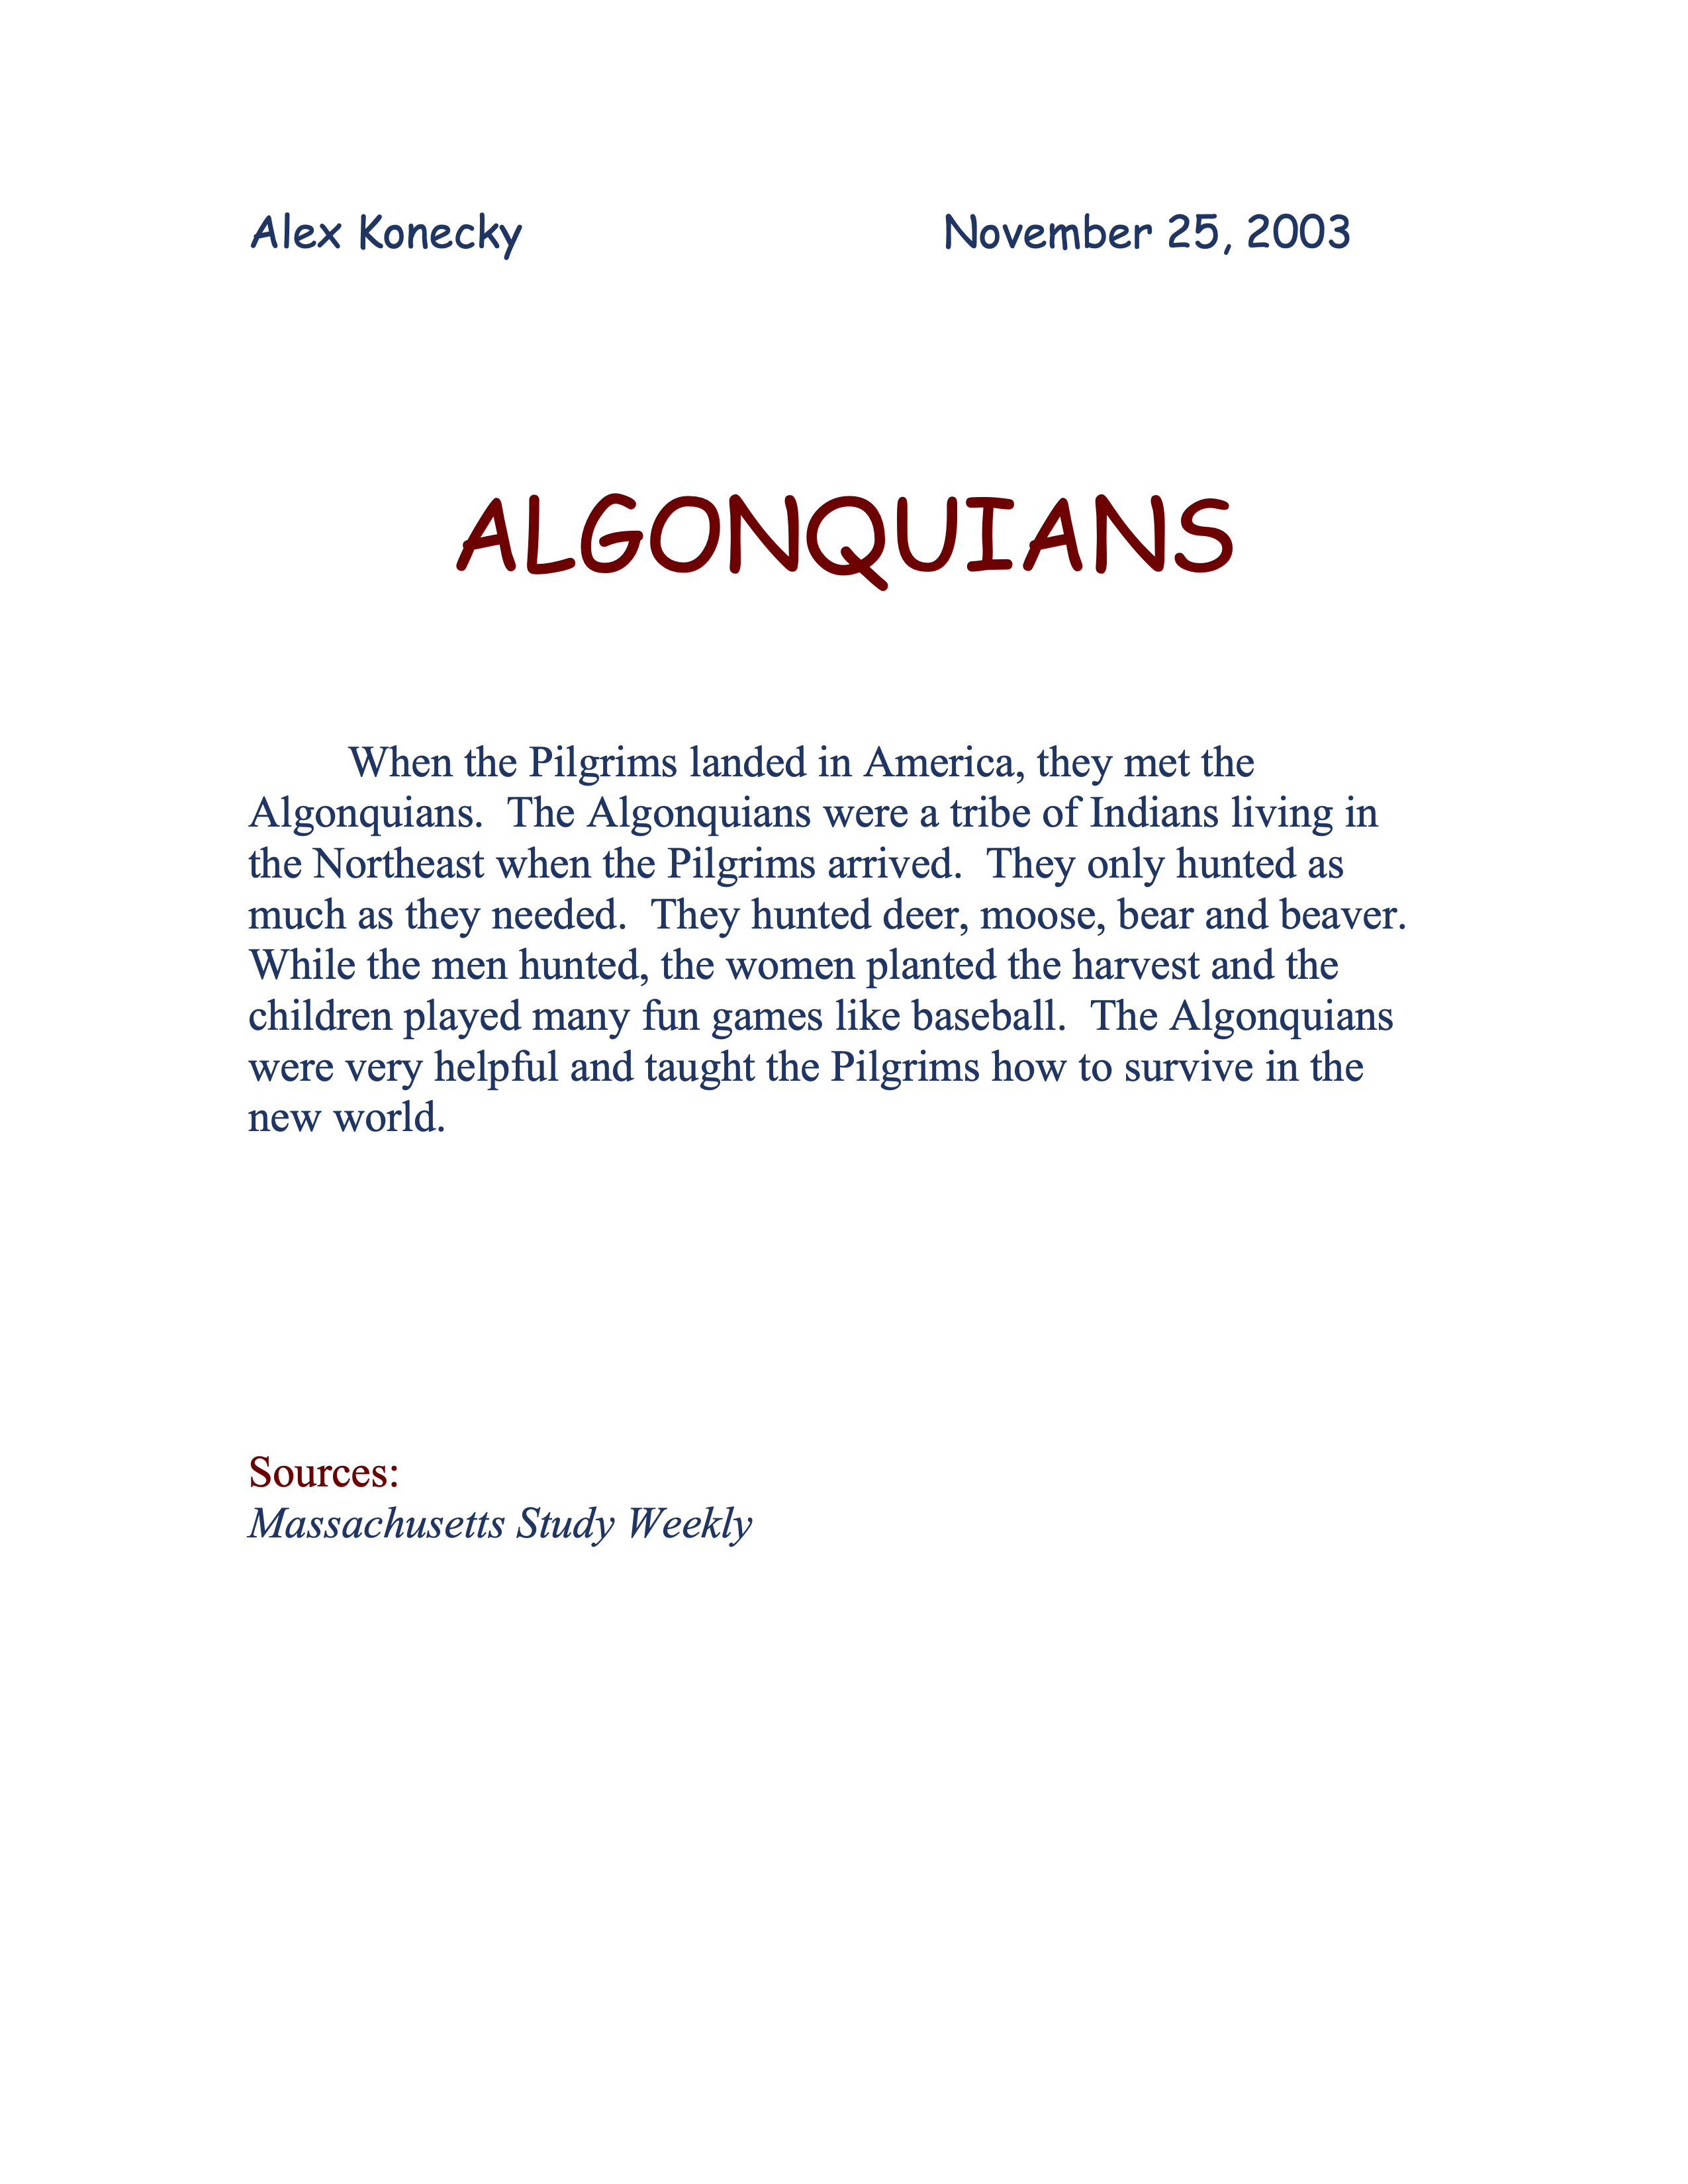 Alex Konecky November 25, 2003
ALGONQUIANS
When the Pilgrims landed in America, they met the
Algonquians.  The Algonquians were a tribe of Indians living in
the Northeast when the Pilgrims arrived.  They only hunted as
much as they needed.  They hunted deer, moose, bear and beaver.
While the men hunted, the women planted the harvest and the
children played many fun games like baseball.  The Algonquians
were very helpful and taught the Pilgrims how to survive in the
new world.
Sources:
Massachusetts Study Weekly